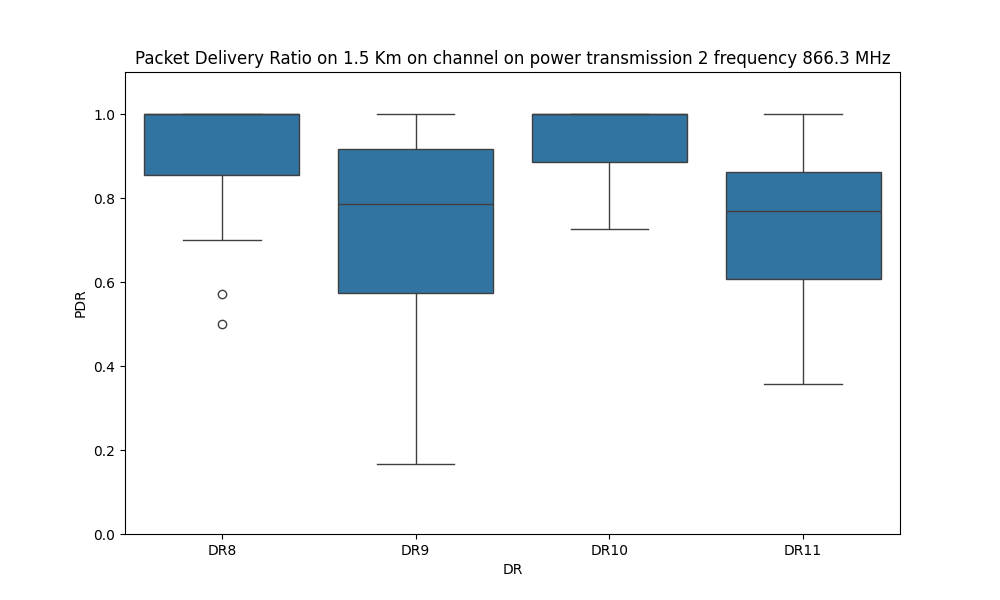 Packet Delivery Ratio on 1.5 Km on channel on power transmission 2 frequency 866.3 MHz
1.0
0.8
0.6
0.4
0.2
0.0
PDR
DR8 DR9 DR10 DR11
DR